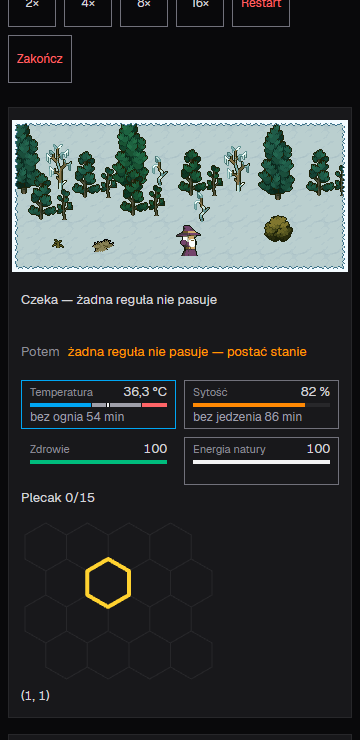 2× 4× 8× 16× Restart
Zakończ
Czeka — żadna reguła nie pasuje
Potem żadna reguła nie pasuje — postać stanie
Temperatura 36,3 °C
bez ognia 54 min
Sytość 82 %
bez jedzenia 86 min
Zdrowie 100
Energia natury 100
Plecak 0/15
(1, 1)